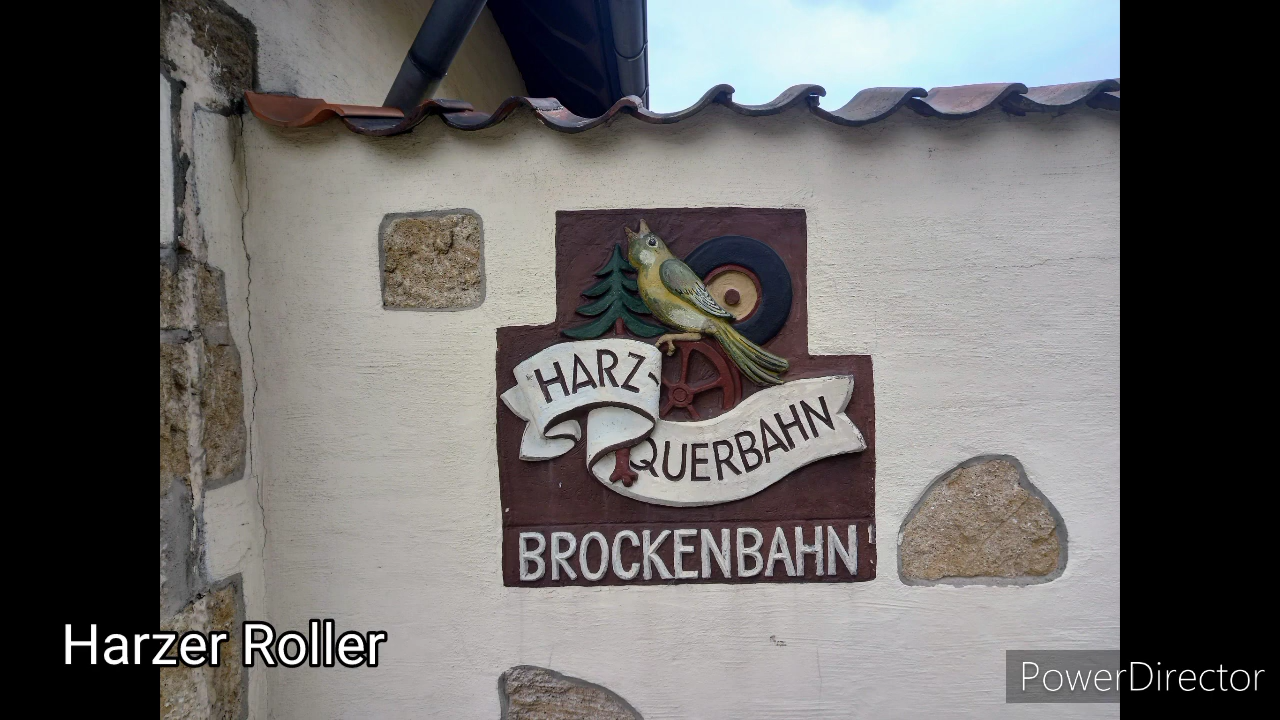 HARZ-
QUERBAHN
BROCKENBAHN
Harzer Roller
PowerDirector